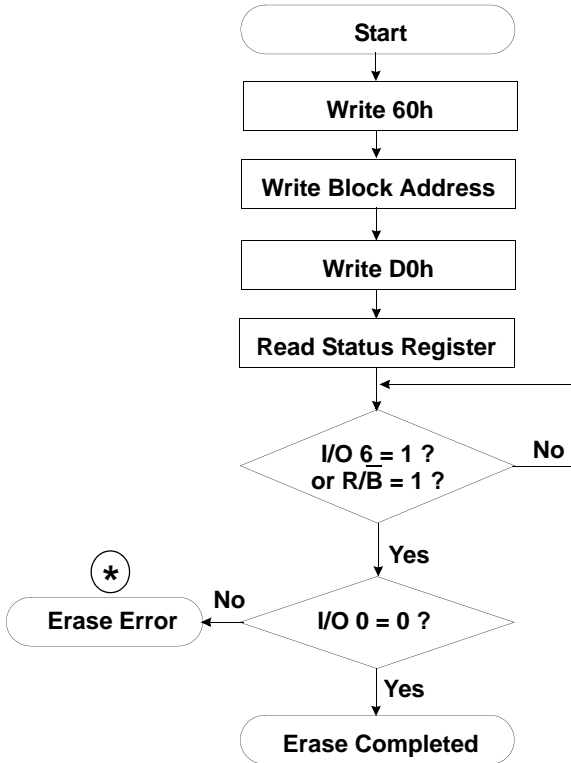 Start
Write 60h
Write Block Address
Write D0h
Read Status Register
I/O 6 = 1 ?
or R/B̅ = 1 ?
No
Yes
*
Erase Error
No
I/O 0 = 0 ?
Yes
Erase Completed